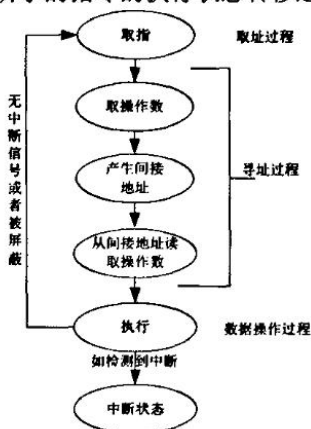 取指
取址过程
取操作数
产生间接
地址
寻址过程
从间接地址读
取操作数
无中断信号或者被屏蔽
执行
数据操作过程
如检测到中断
中断状态